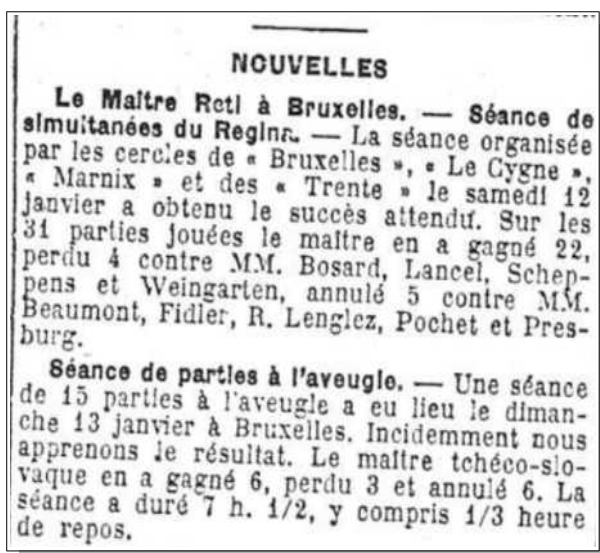 NOUVELLES
Le Maître Reti à Bruxelles. — Séance de
simultanées du Regina. — La séance organisée
par les cercles de « Bruxelles », « Le Cygne »,
« Marnix » et des « Trente » le samedi 12
janvier a obtenu le succès attendu. Sur les
31 parties jouées le maître en a gagné 22,
perdu 4 contre MM. Bosard, Lancel, Schep-
pens et Weingarten, annulé 5 contre MM.
Beaumont, Fidler, R. Lenglez, Pochet et Pres-
burg.
Séance de parties à l'aveugle. — Une séance
de 15 parties à l'aveugle a eu lieu le diman-
che 13 janvier à Bruxelles. Incidemment nous
apprenons le résultat. Le maître tchéco-slo-
vaque en a gagné 6, perdu 3 et annulé 6. La
séance a duré 7 h. 1/2, y compris 1/3 heure
de repos.